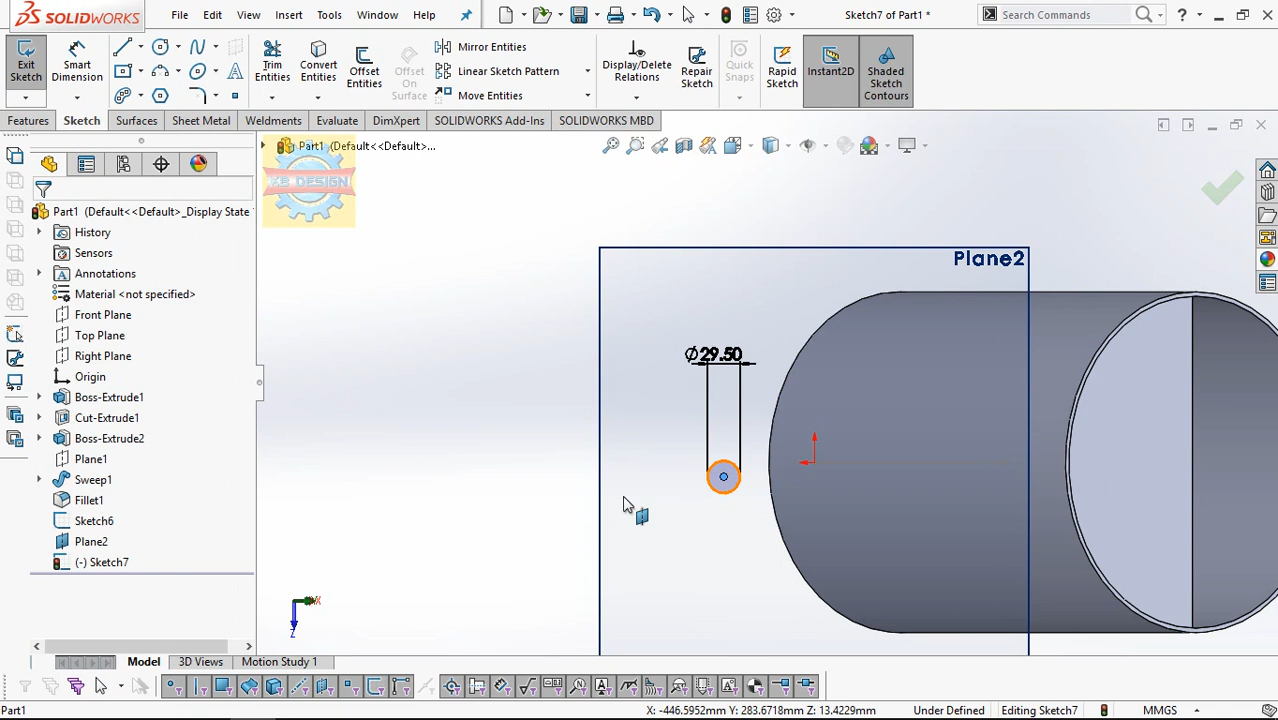 SOLIDWORKS File Edit View Insert Tools Window Help Sketch7 of Part1 * Search Commands ?
Exit Sketch
Smart Dimension
Trim Entities
Convert Entities
Offset Entities
Offset On Surface
Mirror Entities
Linear Sketch Pattern
Move Entities
Display/Delete Relations
Repair Sketch
Quick Snaps
Rapid Sketch
Instant2D
Shaded Sketch Contours
Features Sketch Surfaces Sheet Metal Weldments Evaluate DimXpert SOLIDWORKS Add-Ins SOLIDWORKS MBD
Part1 (Default<<Default>...
KB DESIGN
Part1 (Default<<Default>_Display State
History
Sensors
Annotations
Material <not specified>
Front Plane
Top Plane
Right Plane
Origin
Boss-Extrude1
Cut-Extrude1
Boss-Extrude2
Plane1
Sweep1
Fillet1
Sketch6
Plane2
(-) Sketch7
Plane2
∅29.50
X
Z
Model 3D Views Motion Study 1
Part1 X: -446.5952mm Y: 283.6718mm Z: 13.4229mm Under Defined Editing Sketch7 MMGS